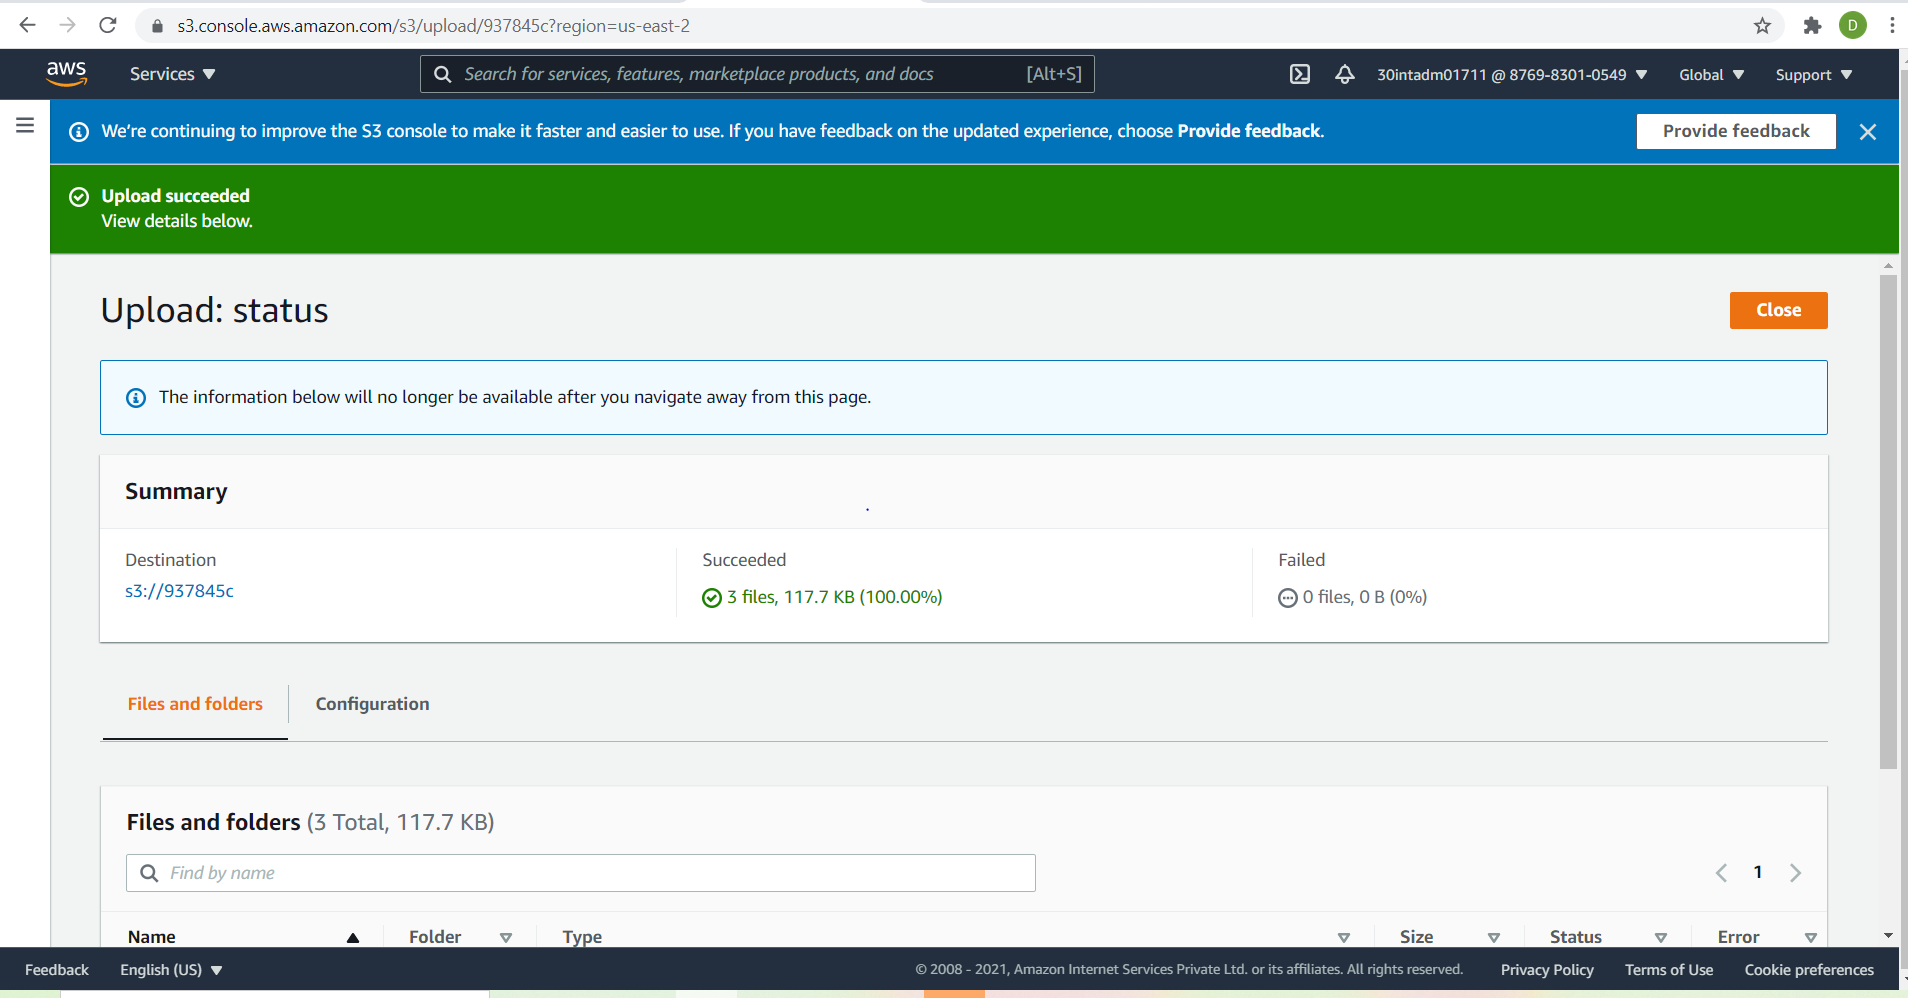 s3.console.aws.amazon.com/s3/upload/937845c?region=us-east-2
D
aws
Services
Search for services, features, marketplace products, and docs [Alt+S]
30intadm01711 @ 8769-8301-0549
Global
Support
We're continuing to improve the S3 console to make it faster and easier to use. If you have feedback on the updated experience, choose Provide feedback.
Provide feedback
Upload succeeded
View details below.
Upload: status
Close
The information below will no longer be available after you navigate away from this page.
Summary
Destination
s3://937845c
Succeeded
3 files, 117.7 KB (100.00%)
Failed
0 files, 0 B (0%)
Files and folders
Configuration
Files and folders (3 Total, 117.7 KB)
Find by name
1
Name Folder Type Size Status Error
Feedback
English (US)
© 2008 - 2021, Amazon Internet Services Private Ltd. or its affiliates. All rights reserved.
Privacy Policy
Terms of Use
Cookie preferences